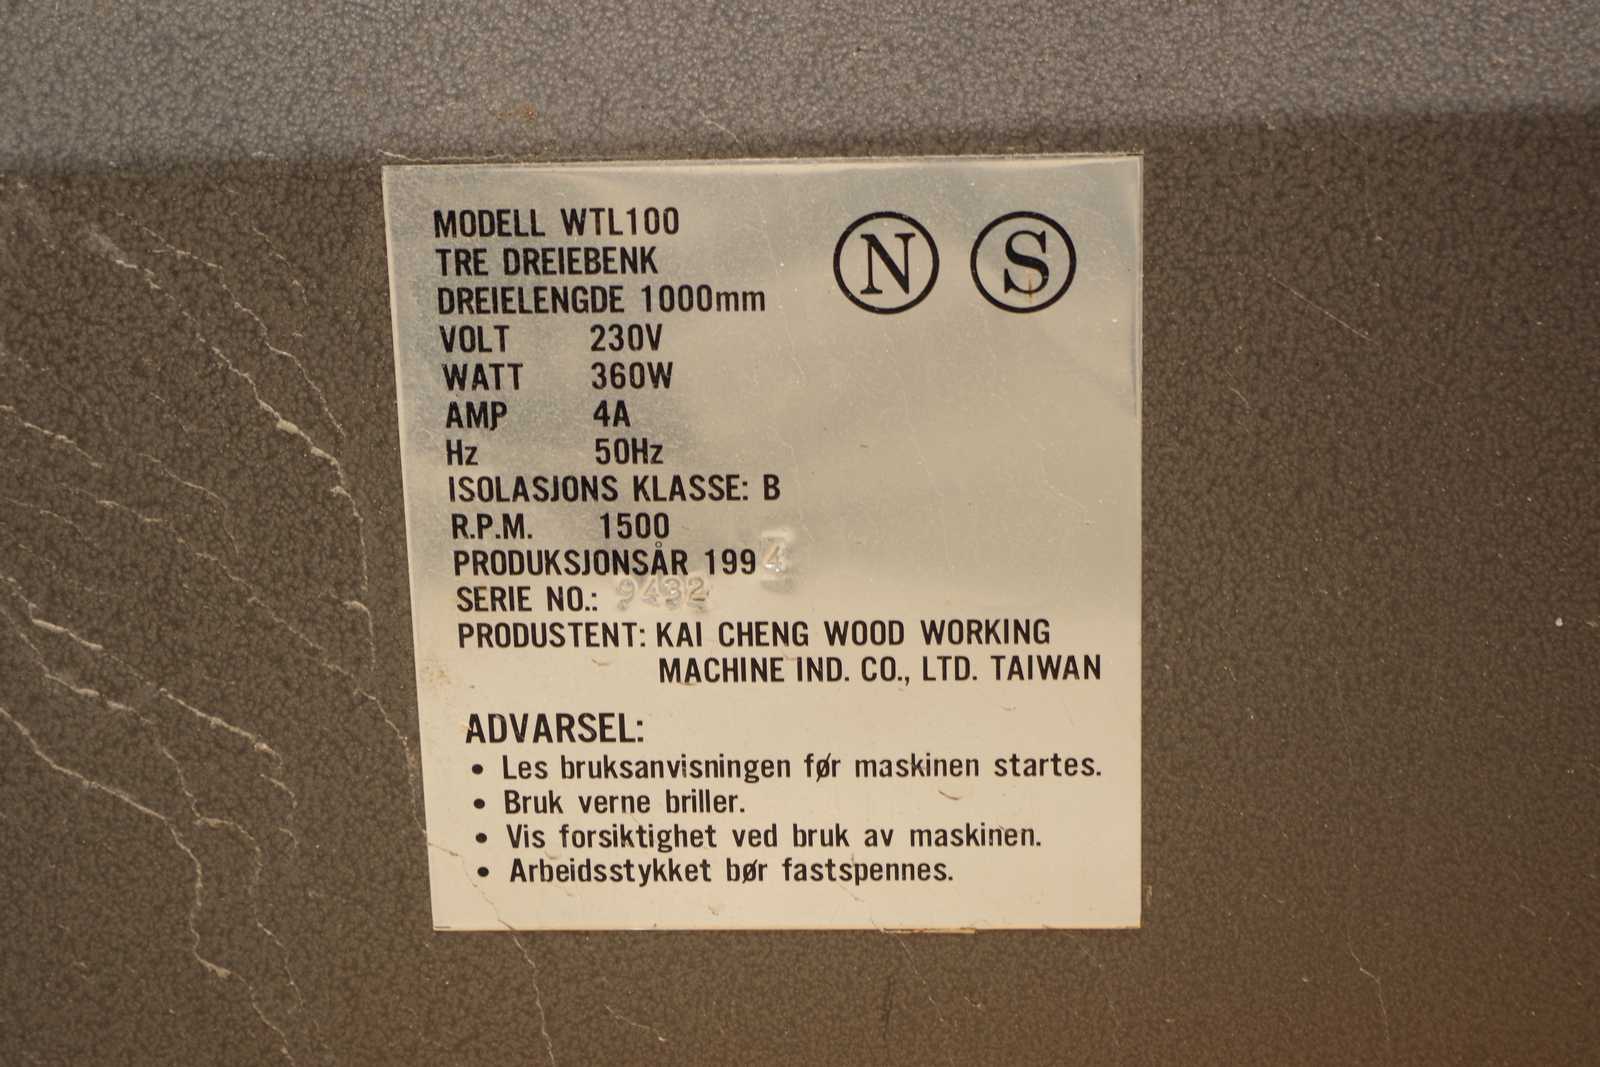 MODELL WTL100
N S
TRE DREIEBENK
DREIELENGDE 1000mm
VOLT 230V
WATT 360W
AMP 4A
Hz 50Hz
ISOLASJONS KLASSE: B
R.P.M. 1500
PRODUKSJONSÅR 1994
SERIE NO.: 9432
PRODUSTENT: KAI CHENG WOOD WORKING
MACHINE IND. CO., LTD. TAIWAN
ADVARSEL:
• Les bruksanvisningen før maskinen startes.
• Bruk verne briller.
• Vis forsiktighet ved bruk av maskinen.
• Arbeidsstykket bør fastspennes.